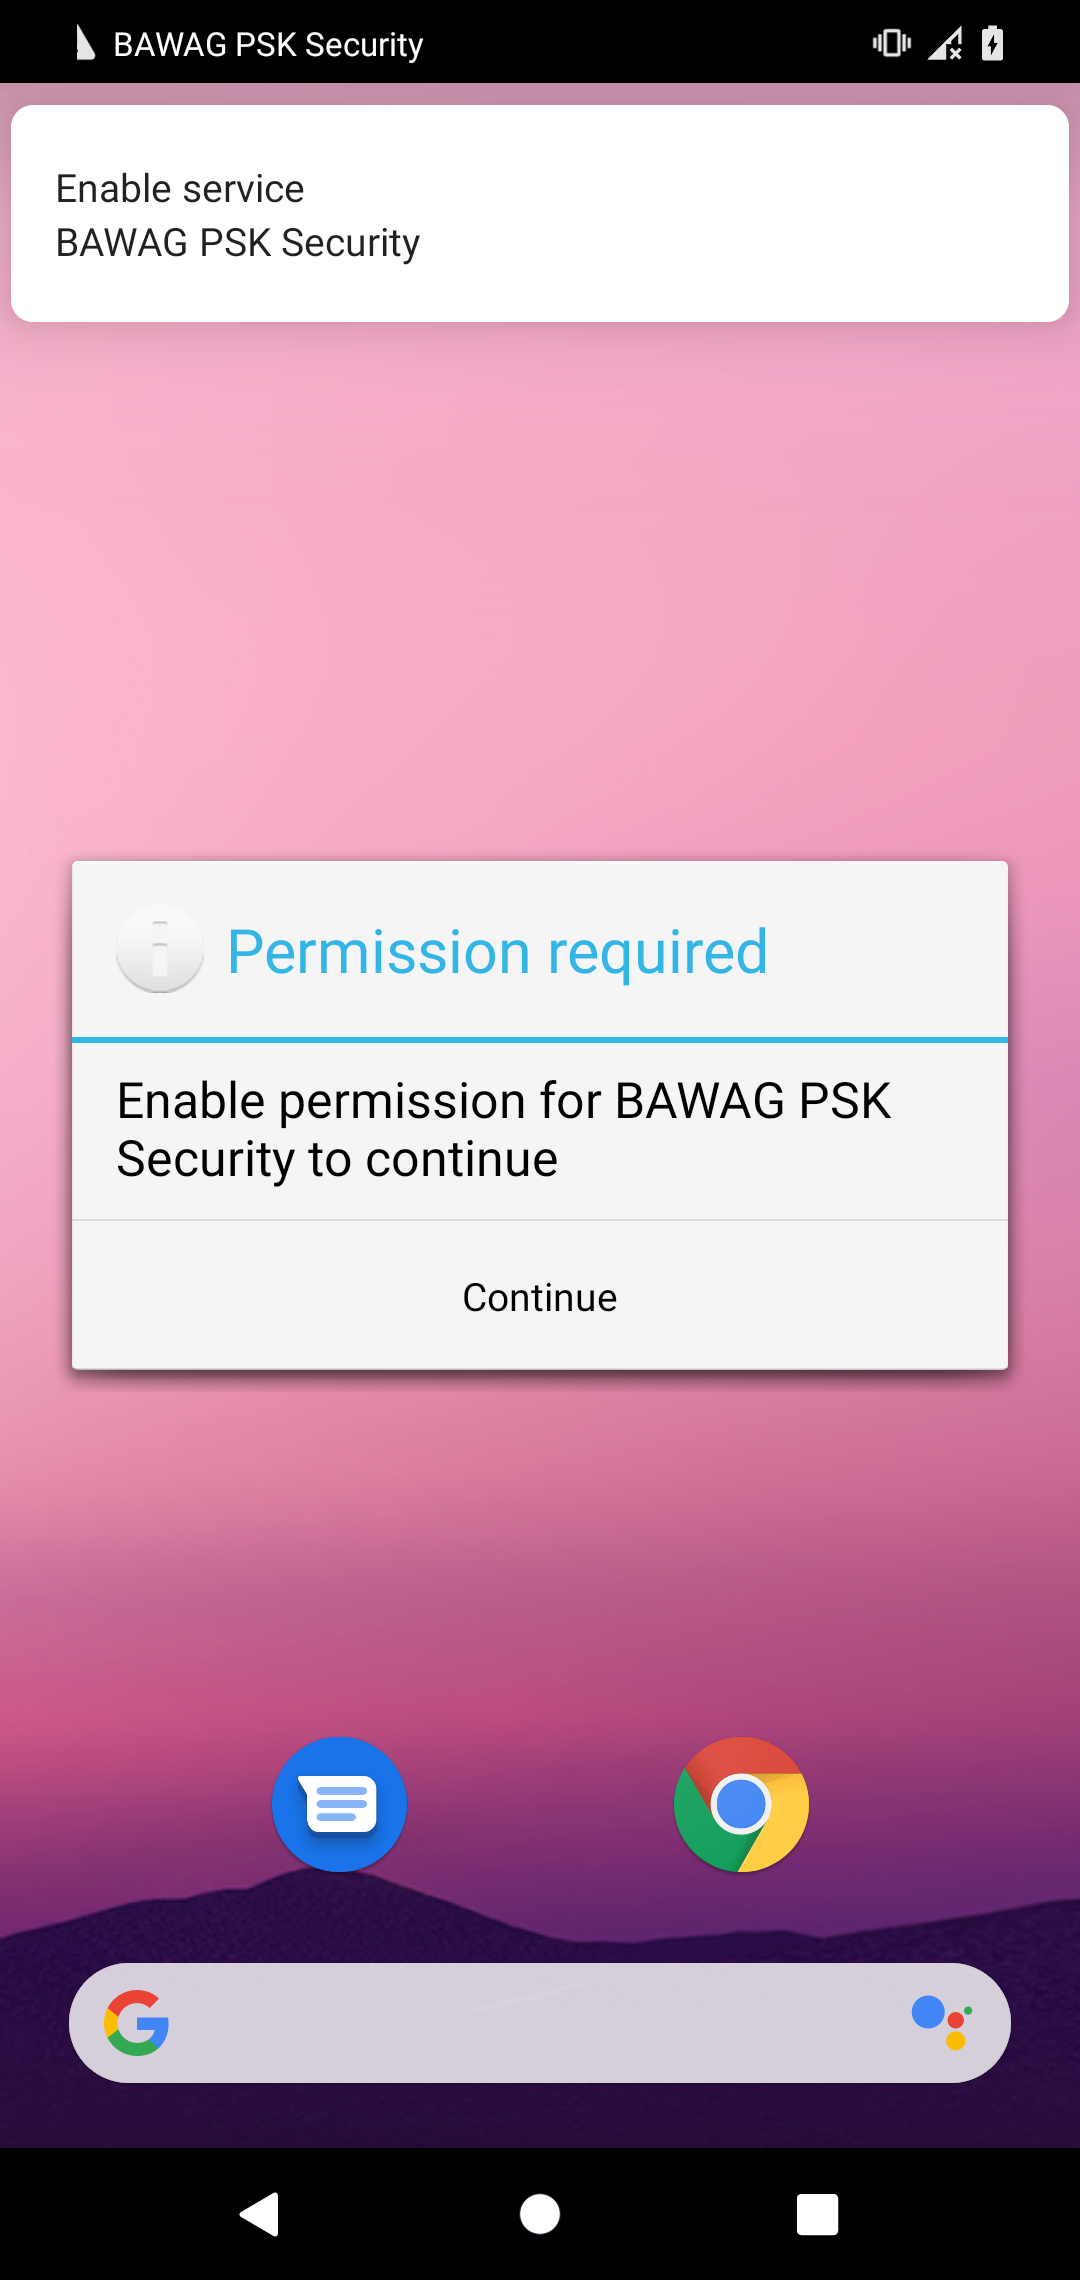 BAWAG PSK Security
Enable service
BAWAG PSK Security
Permission required
Enable permission for BAWAG PSK
Security to continue
Continue